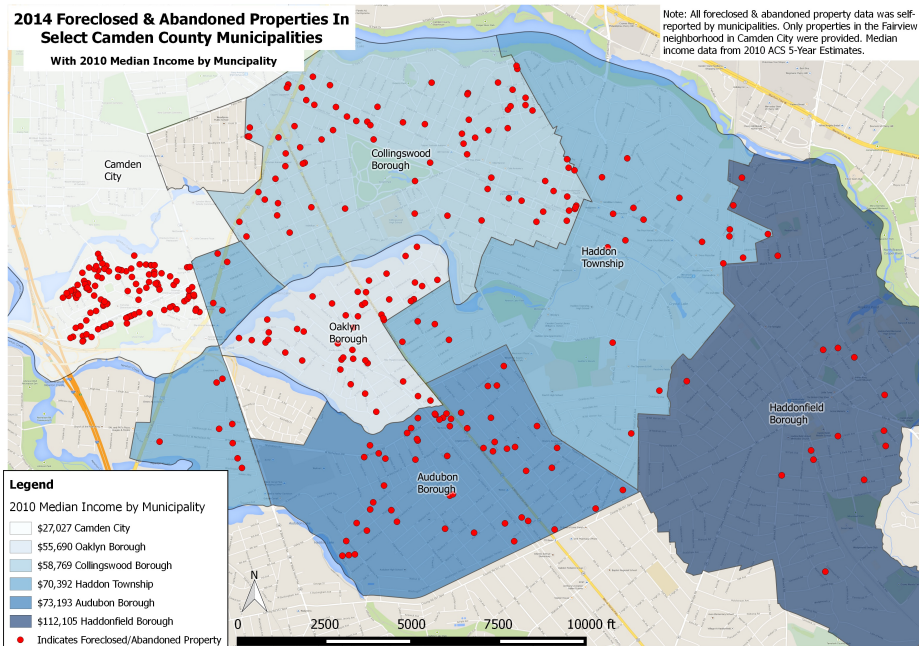 2014 Foreclosed & Abandoned Properties In
Select Camden County Municipalities
With 2010 Median Income by Muncipality
Note: All foreclosed & abandoned property data was self-
reported by municipalities. Only properties in the Fairview
neighborhood in Camden City were provided. Median
income data from 2010 ACS 5-Year Estimates.
Camden
City
Collingswood
Borough
Haddon
Township
Oaklyn
Borough
Haddonfield
Borough
Audubon
Borough
Legend
2010 Median Income by Municipality
$27,027 Camden City
$55,690 Oaklyn Borough
$58,769 Collingswood Borough
$70,392 Haddon Township
$73,193 Audubon Borough
$112,105 Haddonfield Borough
Indicates Foreclosed/Abandoned Property
N
0 2500 5000 7500 10000 ft